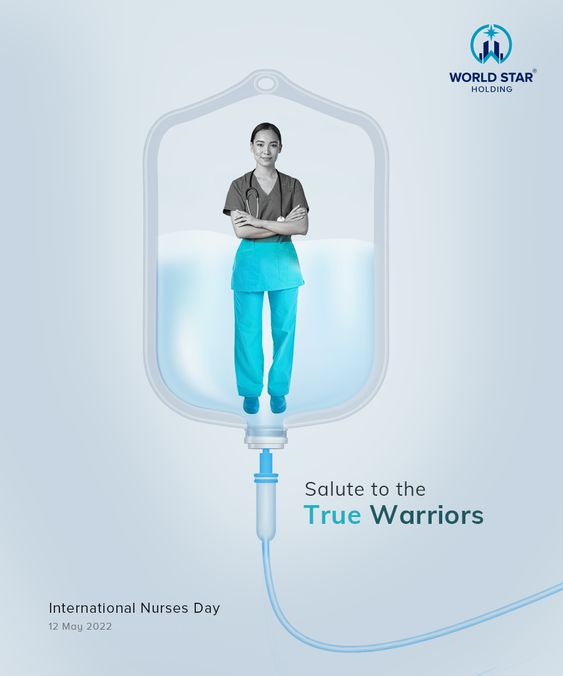 WORLD STAR®
HOLDING
Salute to the
True Warriors
International Nurses Day
12 May 2022